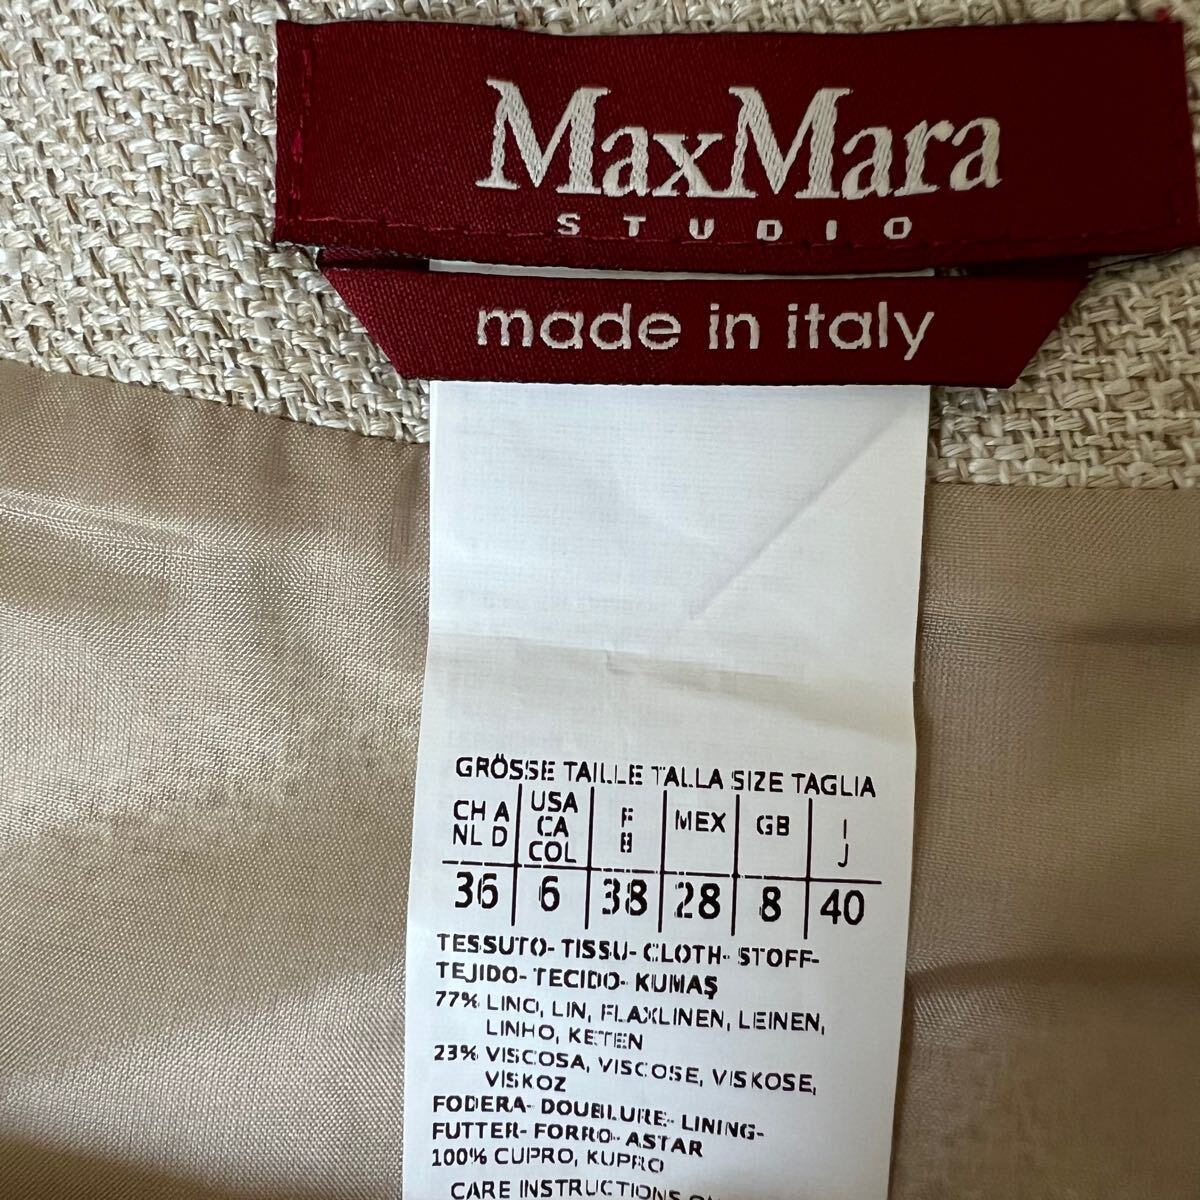 MaxMara
STUDIO
made in italy
GRÖSSE TAILLE TALLA SIZE TAGLIA
CH A NL D | USA CA COL | F B | MEX | GB | I J
36 | 6 | 38 | 28 | 8 | 40
TESSUTO- TISSU- CLOTH- STOFF-
TEJIDO- TECIDO- KUMAŞ
77% LINO, LIN, FLAXLINEN, LEINEN,
LINHO, KETEN
23% VISCOSA, VISCOSE, VISKOSE,
VISKOZ
FODERA- DOUBLURE- LINING-
FUTTER- FORRO- ASTAR
100% CUPRO, KUPRO
CARE INSTRUCTIONS